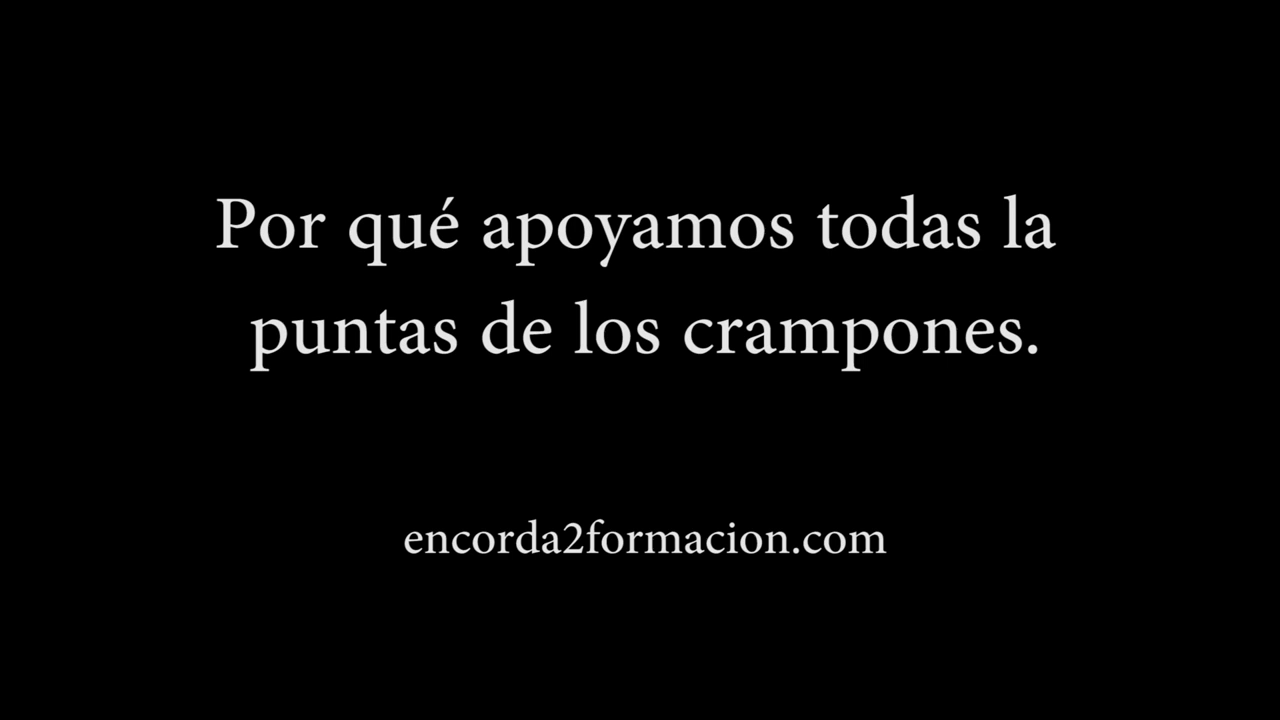 Por qué apoyamos todas la
puntas de los crampones.
encorda2formacion.com